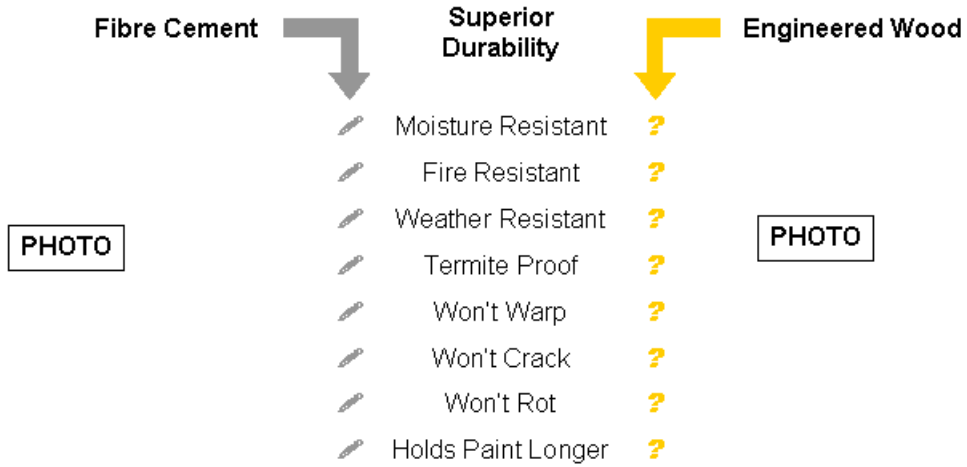 Fibre Cement
Superior
Durability
Engineered Wood
Moisture Resistant ?
Fire Resistant ?
Weather Resistant ?
Termite Proof ?
Won't Warp ?
Won't Crack ?
Won't Rot ?
Holds Paint Longer ?
PHOTO
PHOTO